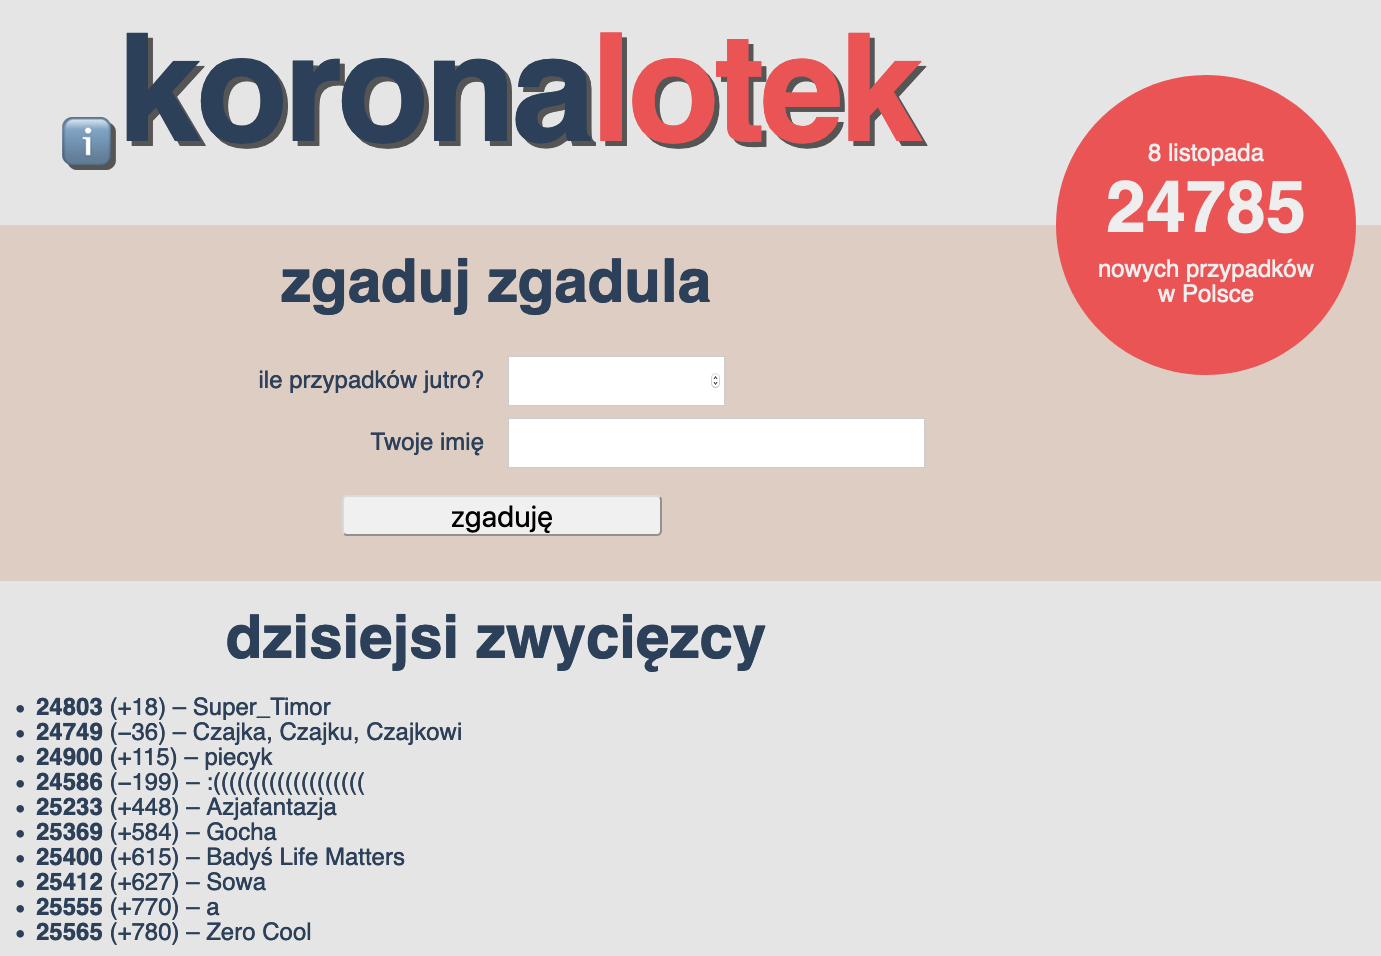 koronalotek
8 listopada
24785
nowych przypadków
w Polsce
zgaduj zgadula
ile przypadków jutro?
Twoje imię
zgaduję
dzisiejsi zwycięzcy
24803 (+18) – Super_Timor
24749 (−36) – Czajka, Czajku, Czajkowi
24900 (+115) – piecyk
24586 (−199) – :(((((((((((((((((((
25233 (+448) – Azjafantazja
25369 (+584) – Gocha
25400 (+615) – Badyś Life Matters
25412 (+627) – Sowa
25555 (+770) – a
25565 (+780) – Zero Cool